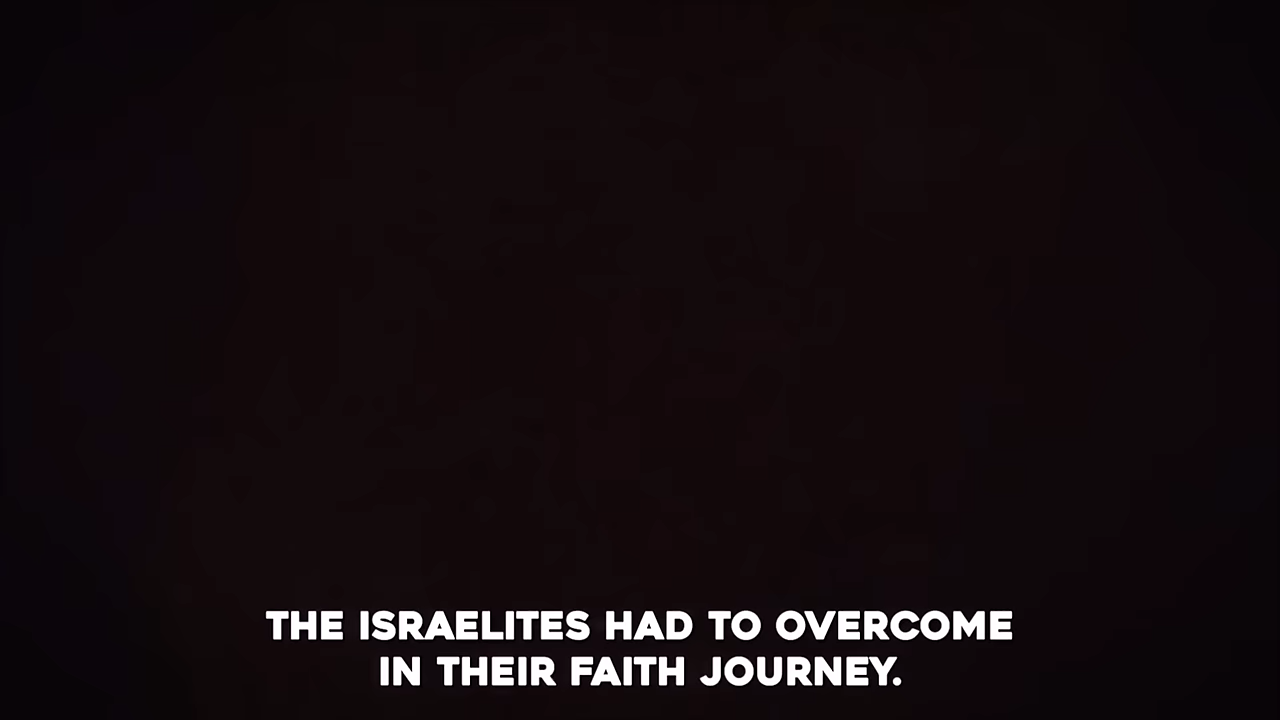 THE ISRAELITES HAD TO OVERCOME
IN THEIR FAITH JOURNEY.